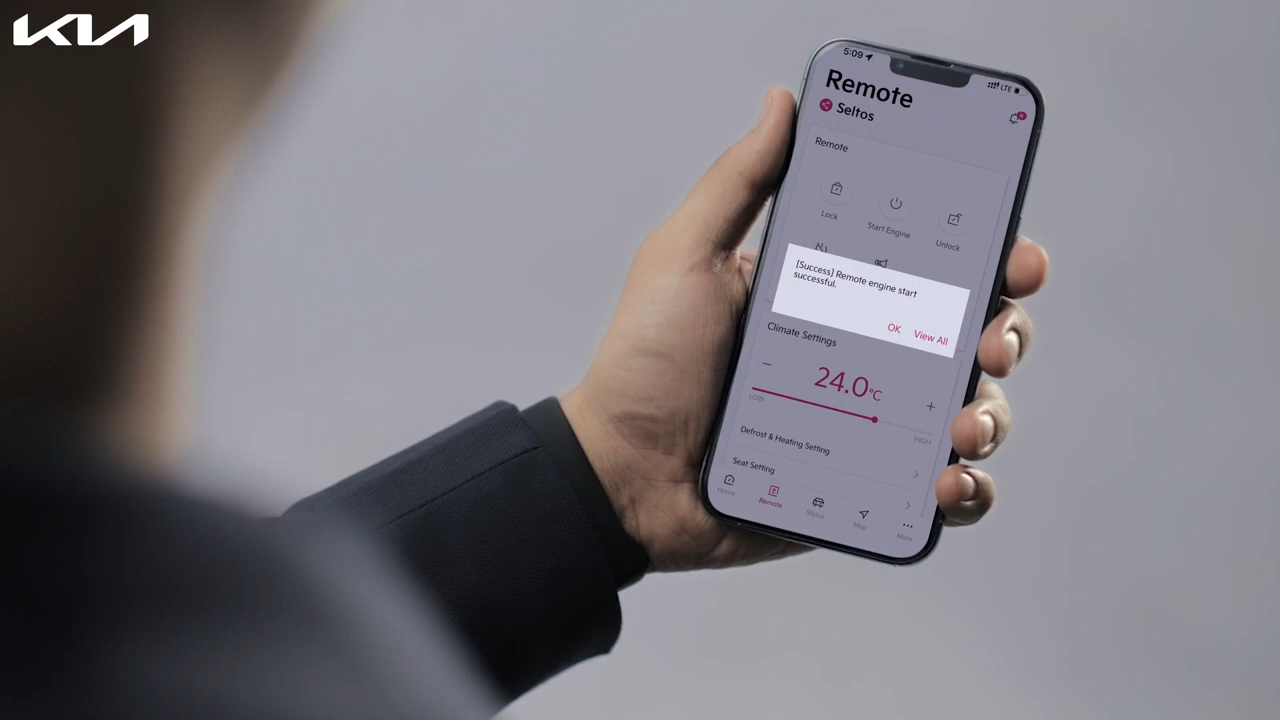 KIA
5:09
LTE
Remote
Seltos
Remote
Lock
Start Engine
Unlock
[Success] Remote engine start
successful.
OK
View All
Climate Settings
24.0°C
LOW
HIGH
Defrost & Heating Setting
Seat Setting
Home
Remote
Status
Map
More